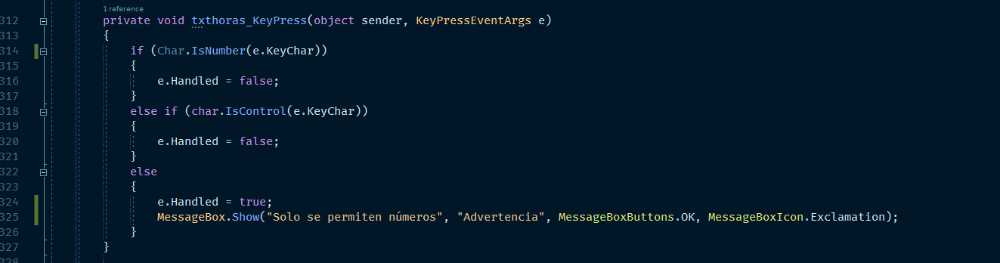 1 reference
312 private void txthoras_KeyPress(object sender, KeyPressEventArgs e)
313 {
314 if (Char.IsNumber(e.KeyChar))
315 {
316 e.Handled = false;
317 }
318 else if (char.IsControl(e.KeyChar))
319 {
320 e.Handled = false;
321 }
322 else
323 {
324 e.Handled = true;
325 MessageBox.Show("Solo se permiten números", "Advertencia", MessageBoxButtons.OK, MessageBoxIcon.Exclamation);
326 }
327 }
328